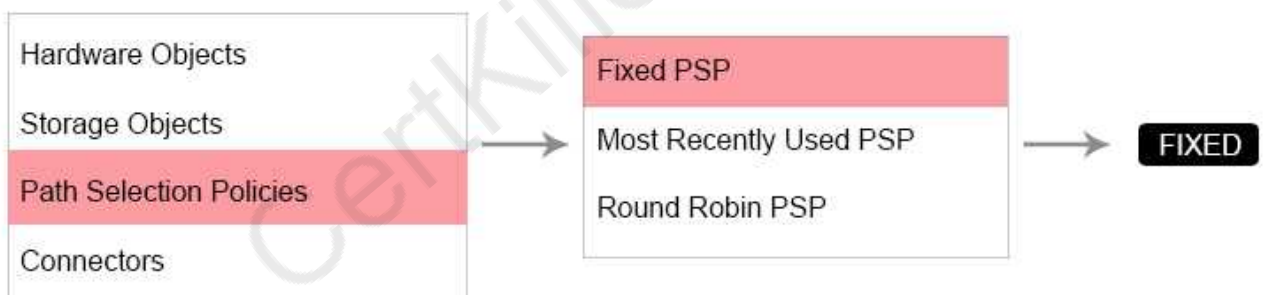 Hardware Objects
Storage Objects
Path Selection Policies
Connectors
Fixed PSP
Most Recently Used PSP
Round Robin PSP
FIXED